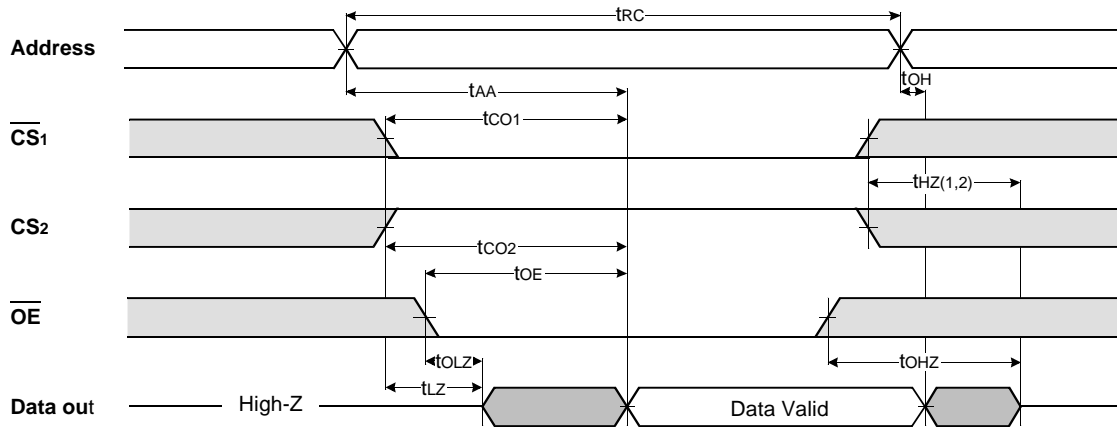 tRC
Address
tOH
tAA
tCO1
CS1
tHZ(1,2)
CS2
tCO2
tOE
OE
tOLZ
tOHZ
tLZ
Data out
High-Z
Data Valid